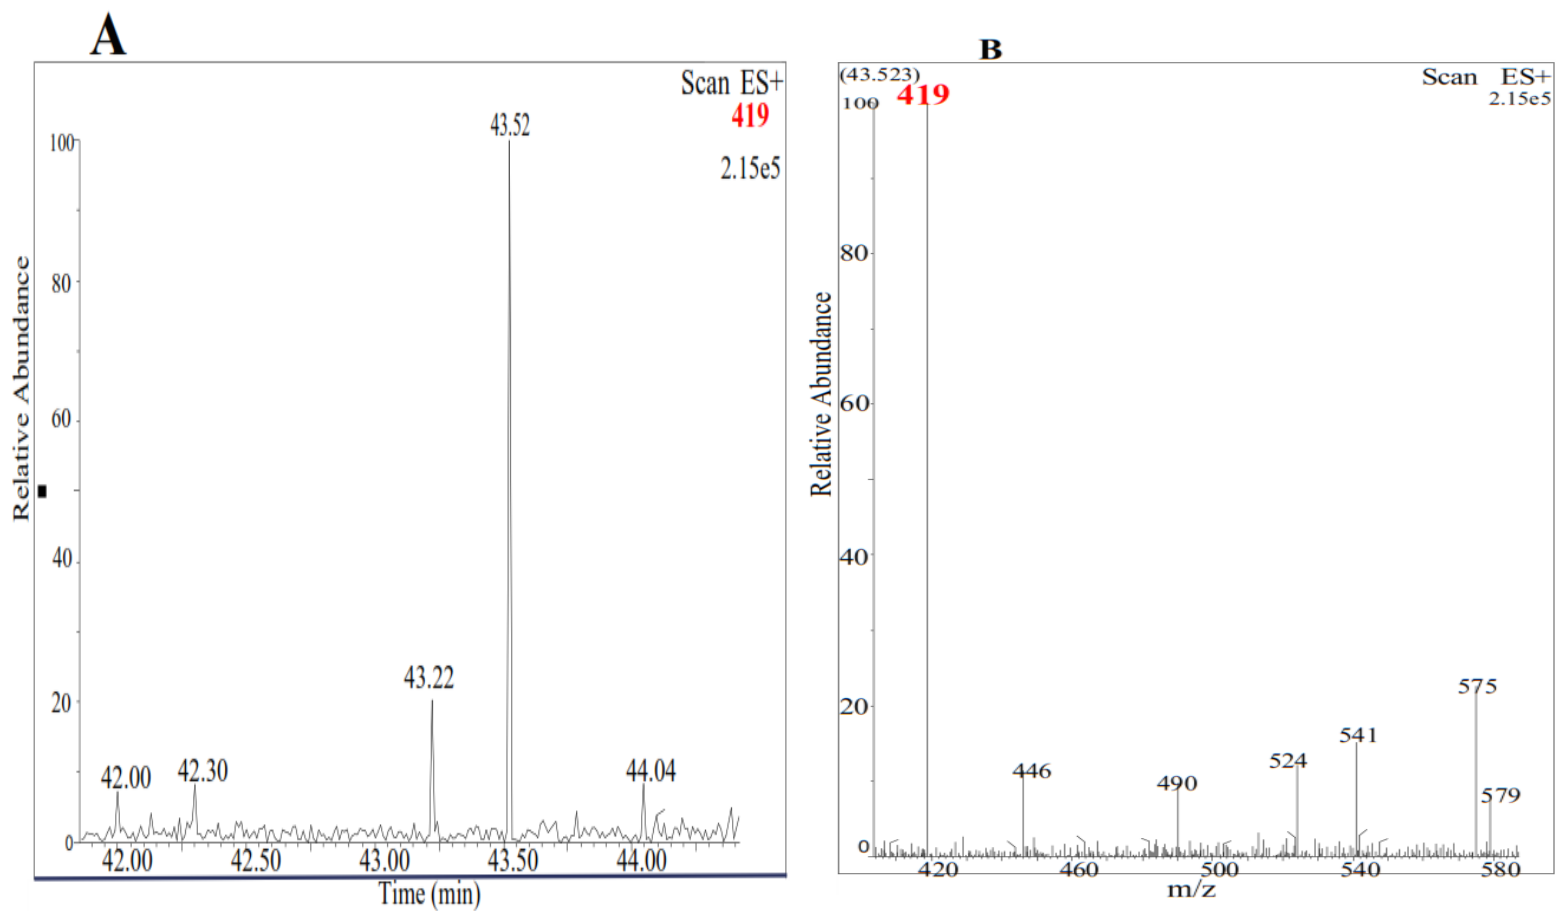 A
Scan ES+
419
2.15e5
43.52
100
80
60
40
20
0
43.22
42.00
42.30
44.04
42.00 42.50 43.00 43.50 44.00
Time (min)
Relative Abundance
B
(43.523)
Scan ES+
2.15e5
100
419
80
60
40
20
0
446
490
524
541
575
579
420 460 500 540 580
m/z
Relative Abundance